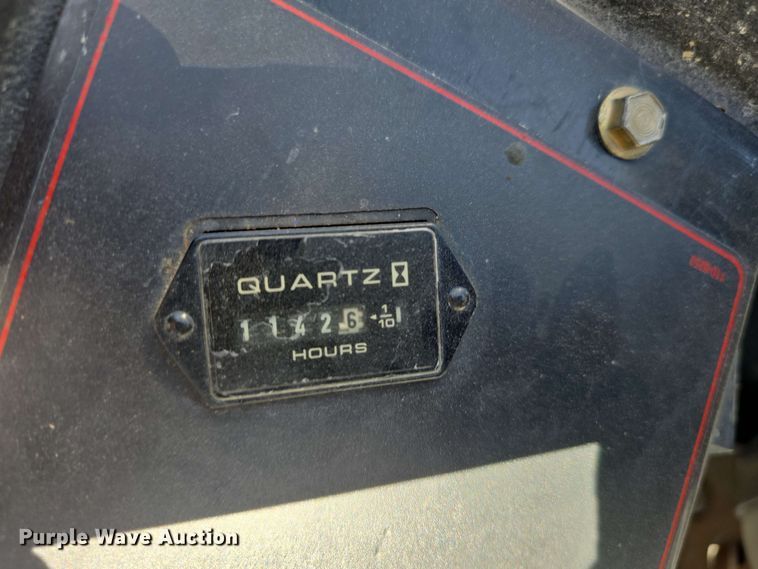 QUARTZ
1 1 4 2 6 1/10
HOURS
Purple Wave Auction